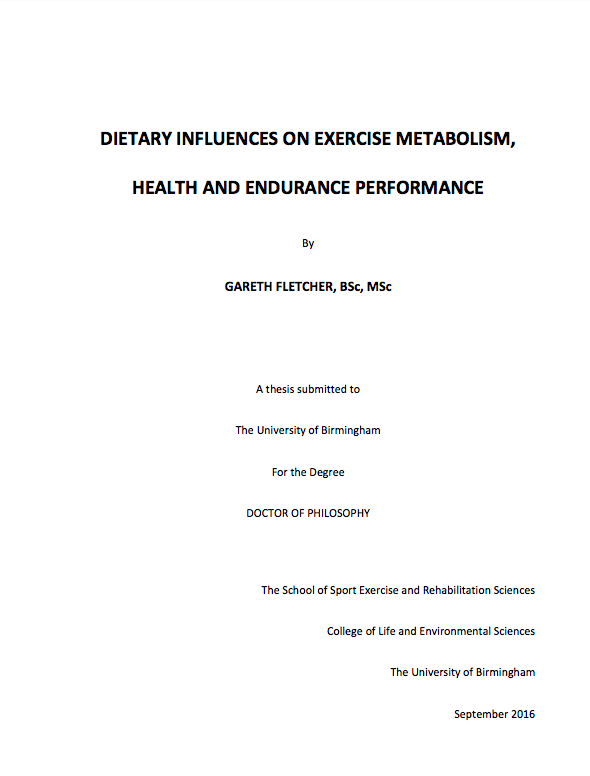 DIETARY INFLUENCES ON EXERCISE METABOLISM,
HEALTH AND ENDURANCE PERFORMANCE
By
GARETH FLETCHER, BSc, MSc
A thesis submitted to
The University of Birmingham
For the Degree
DOCTOR OF PHILOSOPHY
The School of Sport Exercise and Rehabilitation Sciences
College of Life and Environmental Sciences
The University of Birmingham
September 2016